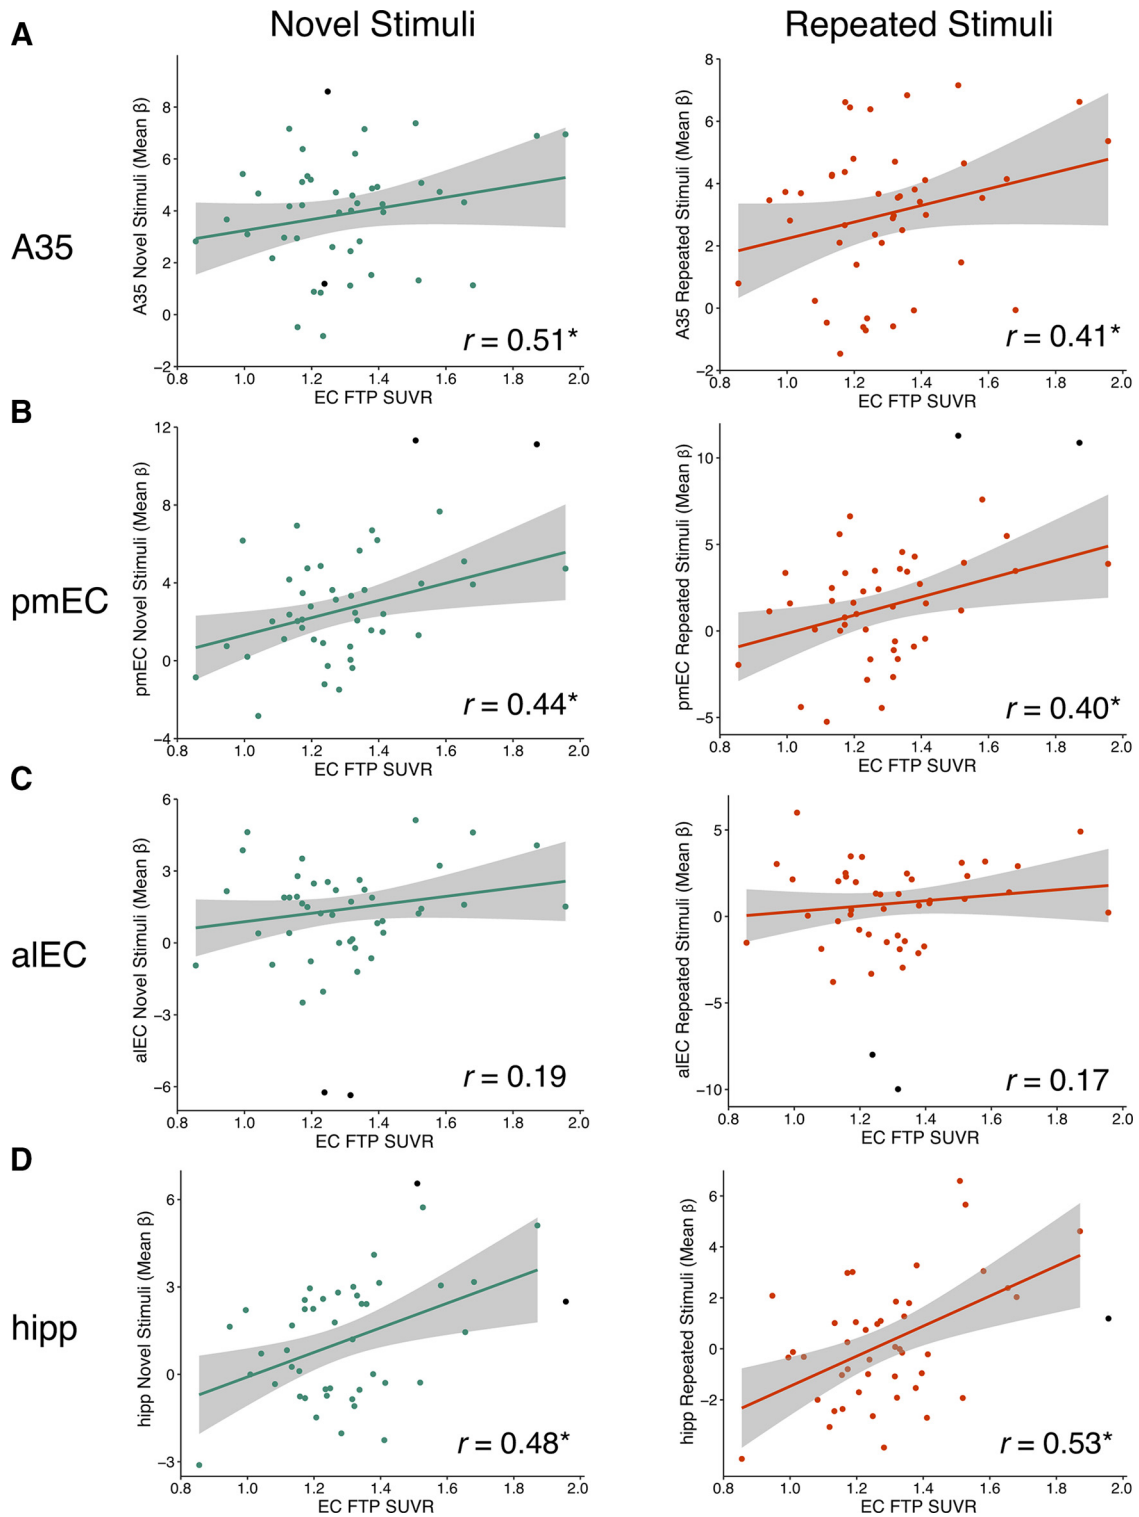 Novel Stimuli
Repeated Stimuli
A
A35
A35 Novel Stimuli (Mean β)
8
6
4
2
0
−2
0.8 1.0 1.2 1.4 1.6 1.8 2.0
EC FTP SUVR
r = 0.51*
A35 Repeated Stimuli (Mean β)
8
6
4
2
0
−2
0.8 1.0 1.2 1.4 1.6 1.8 2.0
EC FTP SUVR
r = 0.41*
B
pmEC
pmEC Novel Stimuli (Mean β)
12
8
4
0
−4
0.8 1.0 1.2 1.4 1.6 1.8 2.0
EC FTP SUVR
r = 0.44*
pmEC Repeated Stimuli (Mean β)
10
5
0
−5
0.8 1.0 1.2 1.4 1.6 1.8 2.0
EC FTP SUVR
r = 0.40*
C
alEC
alEC Novel Stimuli (Mean β)
6
3
0
−3
−6
0.8 1.0 1.2 1.4 1.6 1.8 2.0
EC FTP SUVR
r = 0.19
alEC Repeated Stimuli (Mean β)
5
0
−5
−10
0.8 1.0 1.2 1.4 1.6 1.8 2.0
EC FTP SUVR
r = 0.17
D
hipp
hipp Novel Stimuli (Mean β)
6
3
0
−3
0.8 1.0 1.2 1.4 1.6 1.8 2.0
EC FTP SUVR
r = 0.48*
hipp Repeated Stimuli (Mean β)
6
4
2
0
−2
0.8 1.0 1.2 1.4 1.6 1.8 2.0
EC FTP SUVR
r = 0.53*